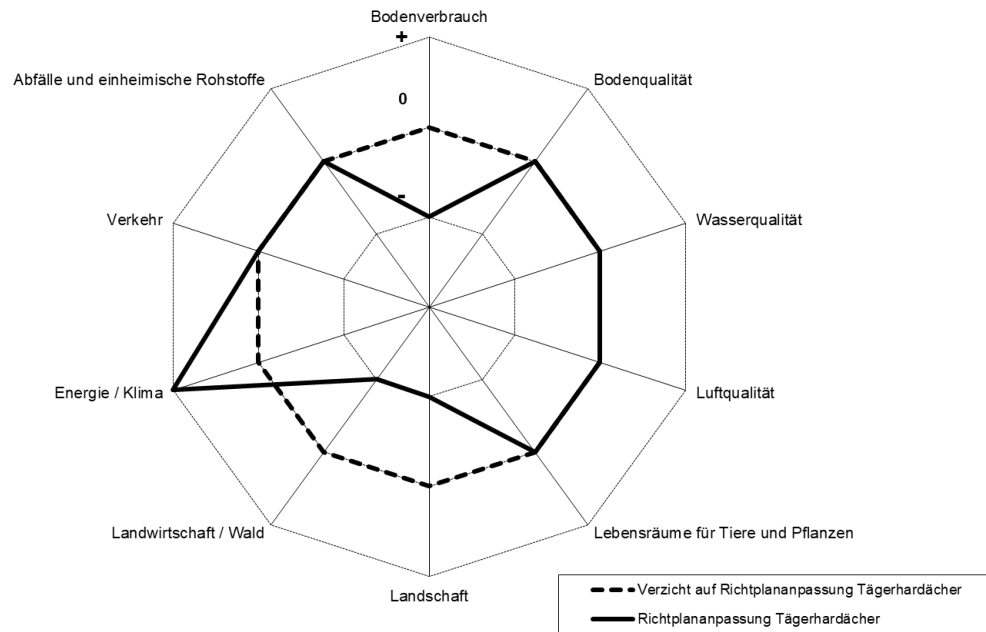 Bodenverbrauch
+
Abfälle und einheimische Rohstoffe
Bodenqualität
0
-
Verkehr
Wasserqualität
Energie / Klima
Luftqualität
Landwirtschaft / Wald
Lebensräume für Tiere und Pflanzen
Landschaft
Verzicht auf Richtplananpassung Tägerhardächer
Richtplananpassung Tägerhardächer